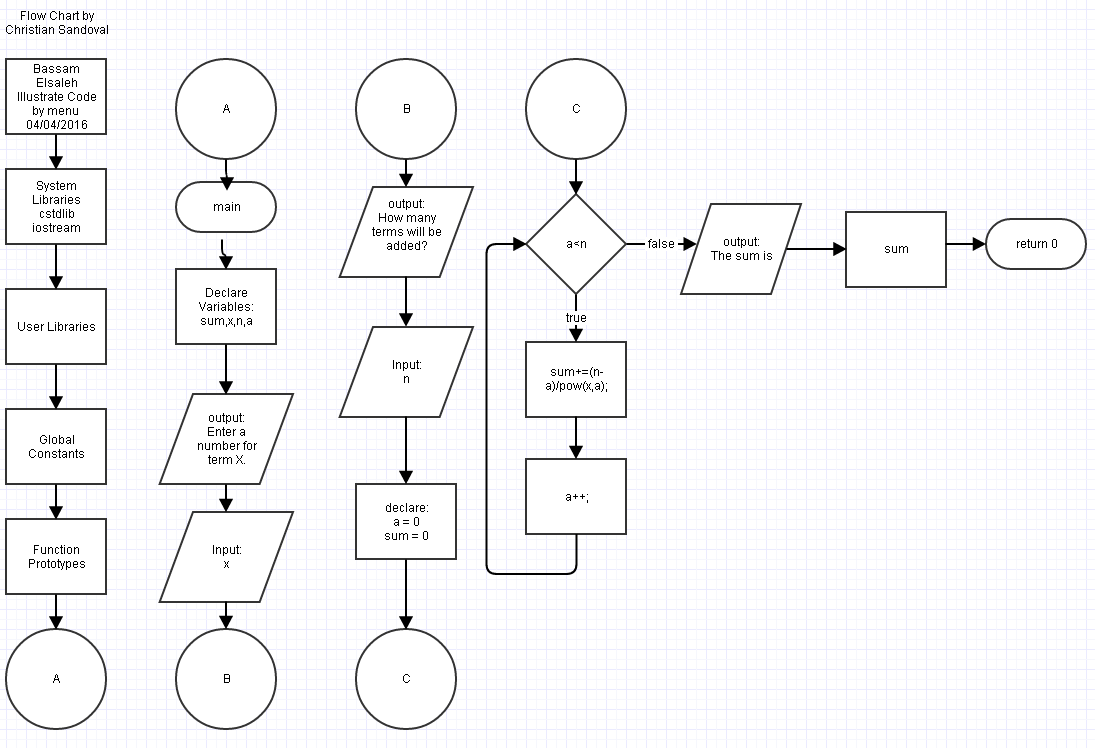 Flow Chart by
Christian Sandoval
Bassam
Elsaleh
Illustrate Code
by menu
04/04/2016
System
Libraries
cstdlib
iostream
User Libraries
Global
Constants
Function
Prototypes
A
A
main
Declare
Variables:
sum,x,n,a
output:
Enter a
number for
term X.
Input:
x
B
B
output:
How many
terms will be
added?
Input:
n
declare:
a = 0
sum = 0
C
C
a<n
true
sum+=(n-
a)/pow(x,a);
a++;
false
output:
The sum is
sum
return 0